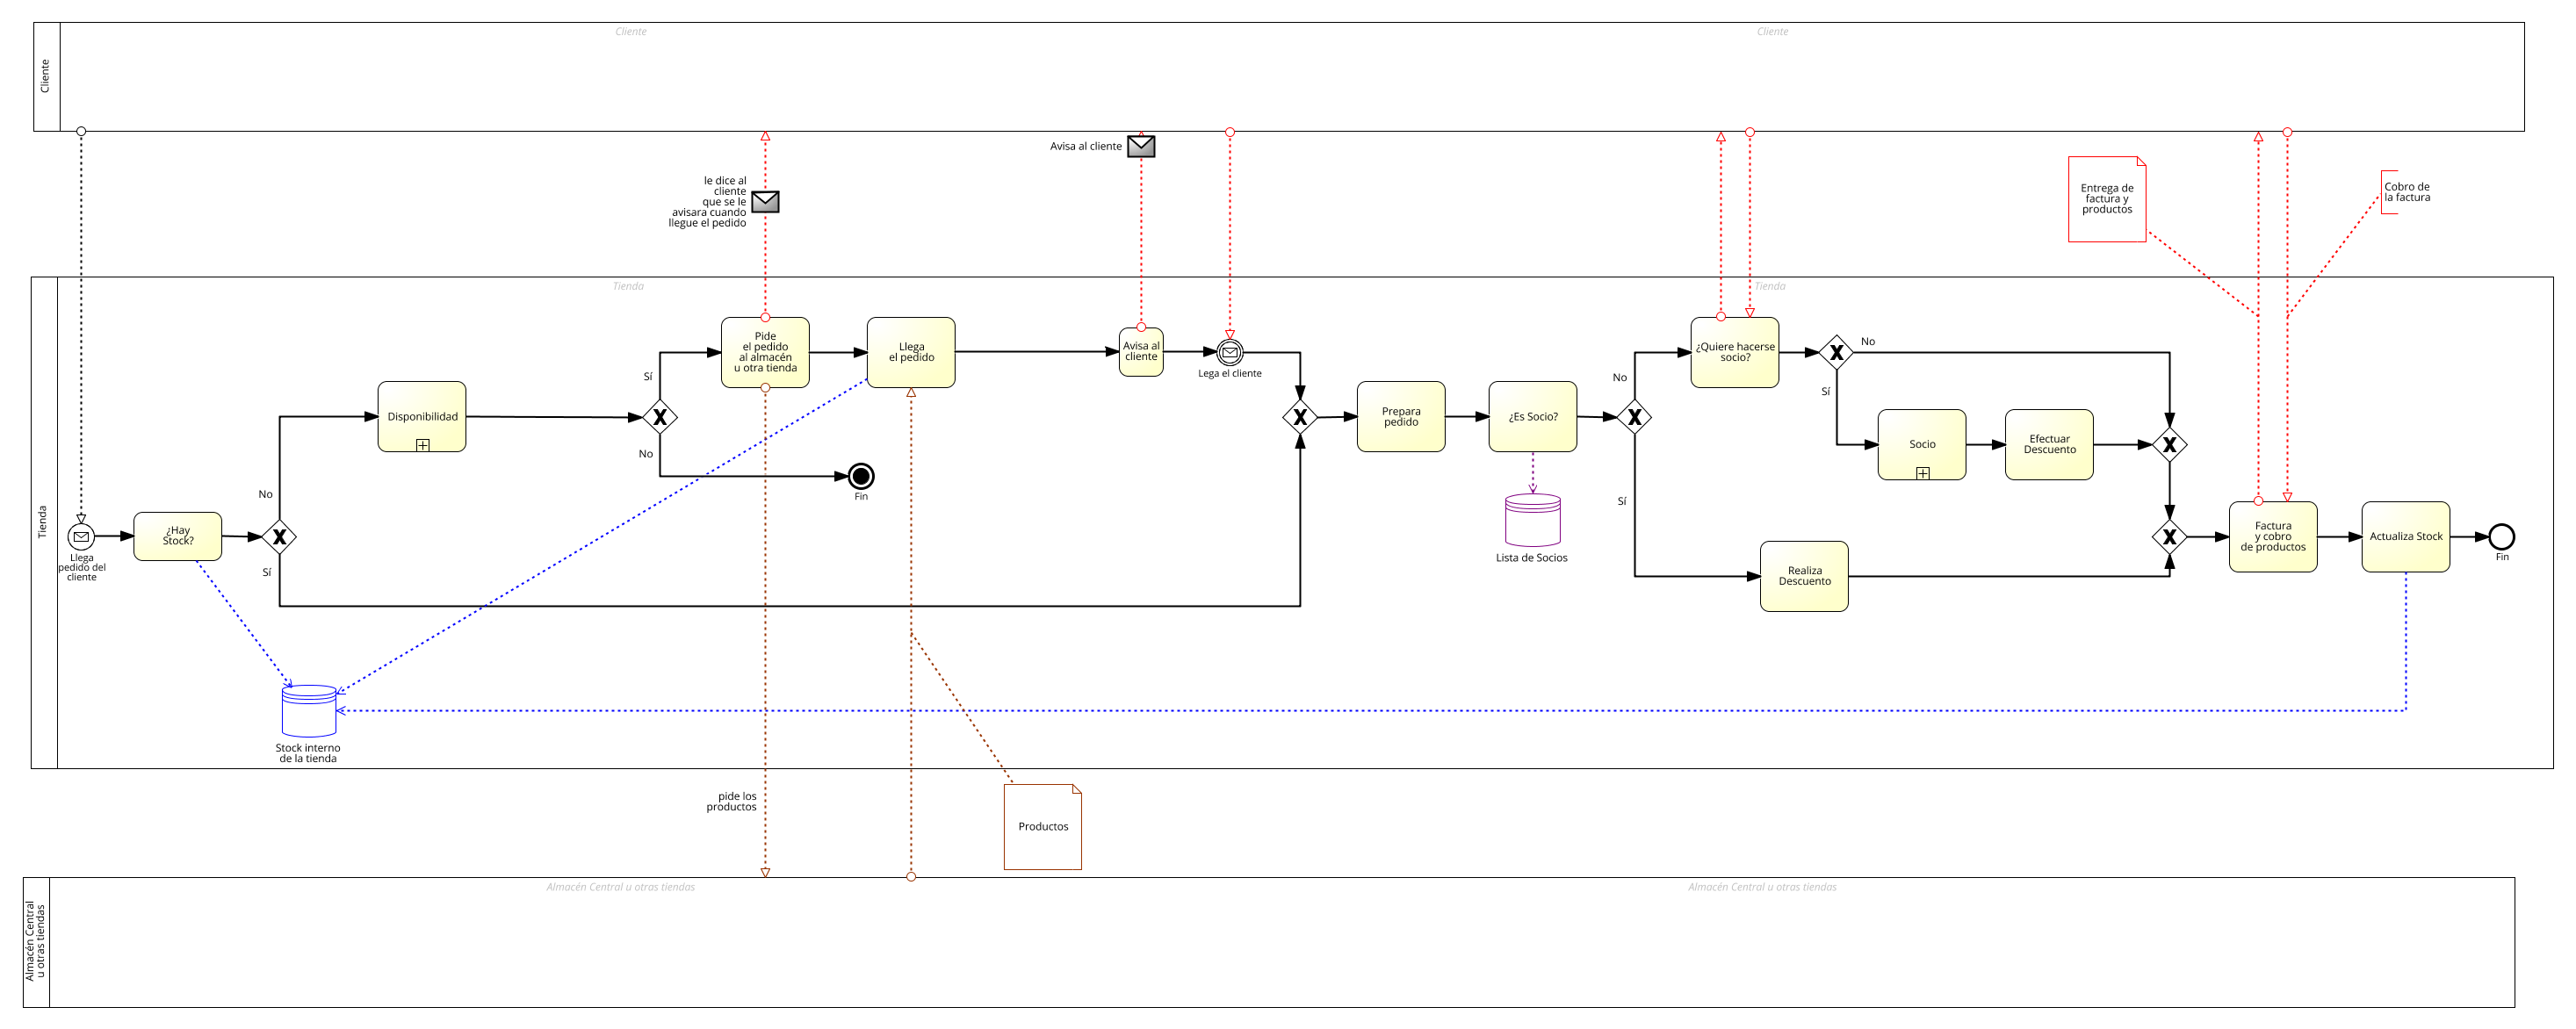 Cliente
Cliente
Cliente
Avisa al cliente
le dice al
cliente
que se le
avisara cuando
llegue el pedido
Entrega de
factura y
productos
Cobro de
la factura
Tienda
Tienda
Tienda
Pide
el pedido
al almacén
u otra tienda
Llega
el pedido
Avisa al
cliente
Lega el cliente
¿Quiere hacerse
socio?
No
Sí
Sí
No
Disponibilidad
Prepara
pedido
¿Es Socio?
No
Sí
Socio
Efectuar
Descuento
Fin
No
Sí
Llega
pedido del
cliente
¿Hay
Stock?
Lista de Socios
Realiza
Descuento
Factura
y cobro
de productos
Actualiza Stock
Fin
Stock interno
de la tienda
pide los
productos
Productos
Almacén Central
u otras tiendas
Almacén Central u otras tiendas
Almacén Central u otras tiendas